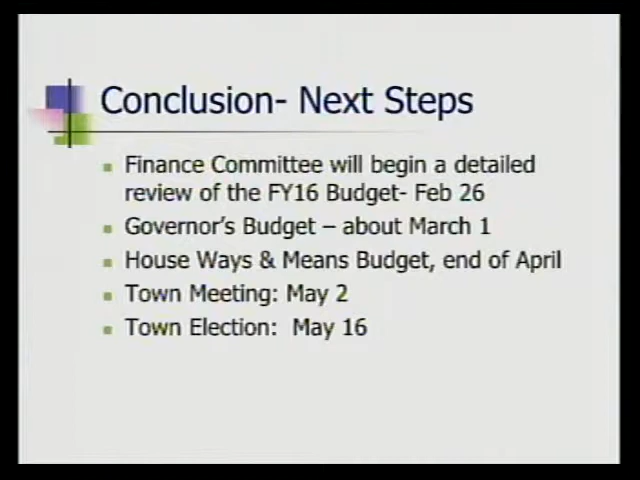 Conclusion- Next Steps
Finance Committee will begin a detailed
review of the FY16 Budget- Feb 26
Governor's Budget – about March 1
House Ways & Means Budget, end of April
Town Meeting: May 2
Town Election:  May 16